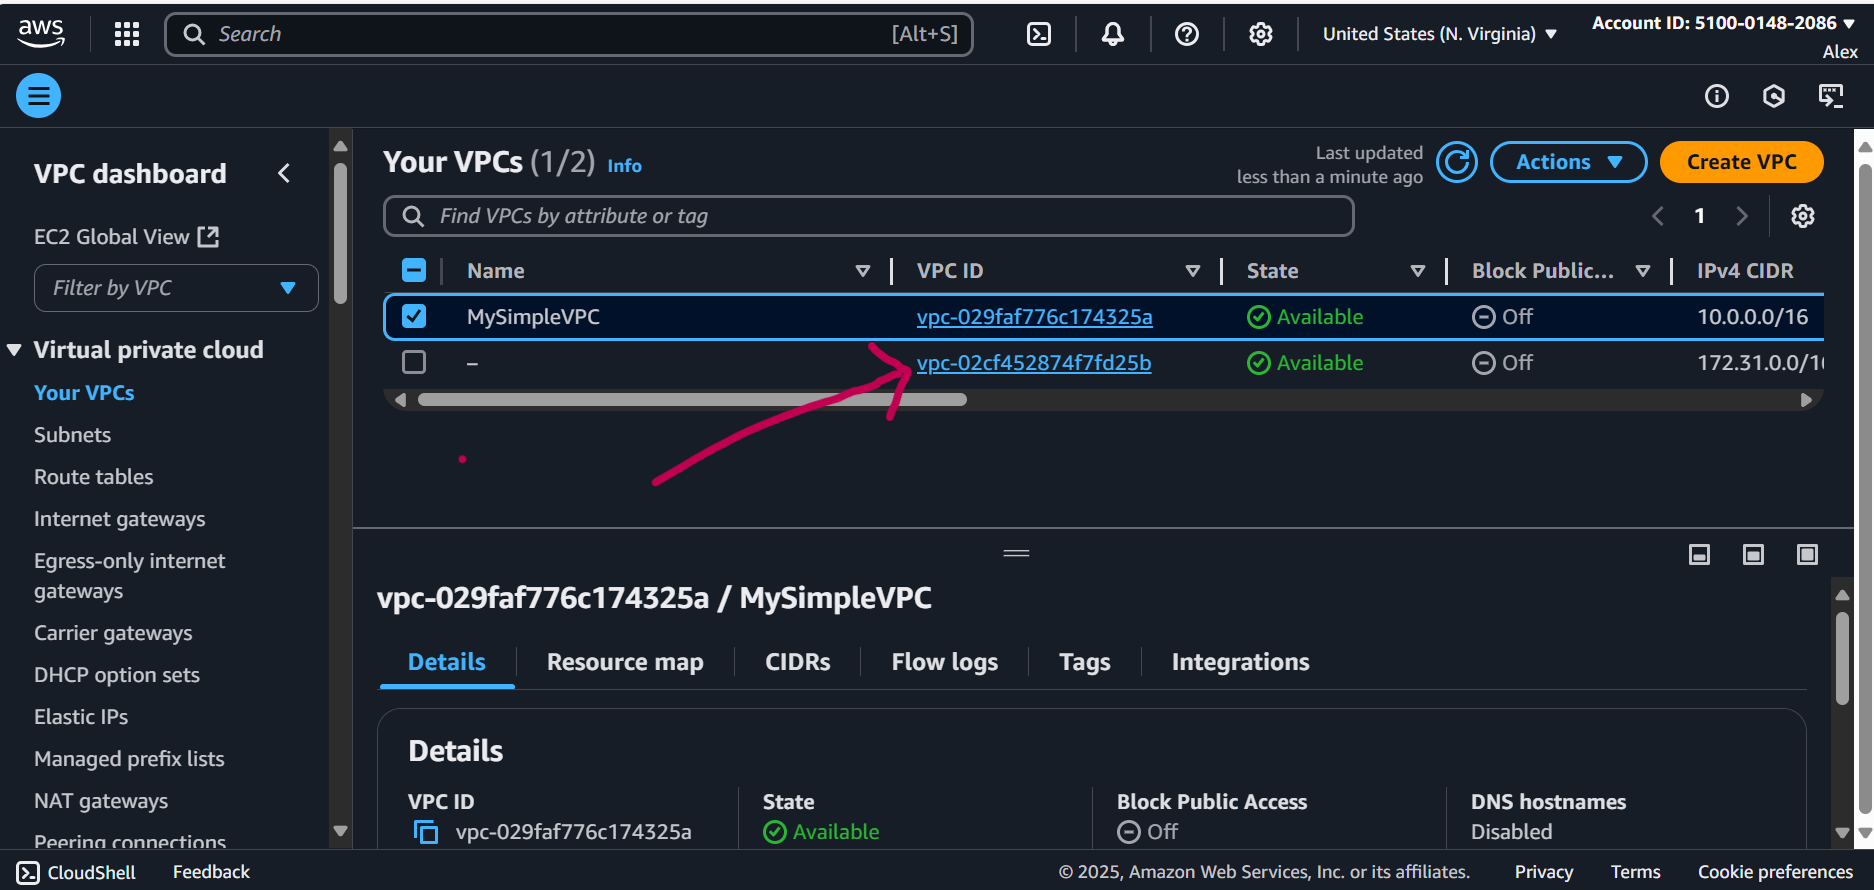 aws
Search [Alt+S]
United States (N. Virginia)
Account ID: 5100-0148-2086
Alex
VPC dashboard
EC2 Global View
Filter by VPC
Virtual private cloud
Your VPCs
Subnets
Route tables
Internet gateways
Egress-only internet
gateways
Carrier gateways
DHCP option sets
Elastic IPs
Managed prefix lists
NAT gateways
Peering connections
Your VPCs (1/2) Info
Last updated
less than a minute ago
Actions
Create VPC
Find VPCs by attribute or tag
1
Name VPC ID State Block Public... IPv4 CIDR
MySimpleVPC vpc-029faf776c174325a Available Off 10.0.0.0/16
– vpc-02cf452874f7fd25b Available Off 172.31.0.0/16
vpc-029faf776c174325a / MySimpleVPC
Details Resource map CIDRs Flow logs Tags Integrations
Details
VPC ID
vpc-029faf776c174325a
State
Available
Block Public Access
Off
DNS hostnames
Disabled
CloudShell Feedback © 2025, Amazon Web Services, Inc. or its affiliates. Privacy Terms Cookie preferences